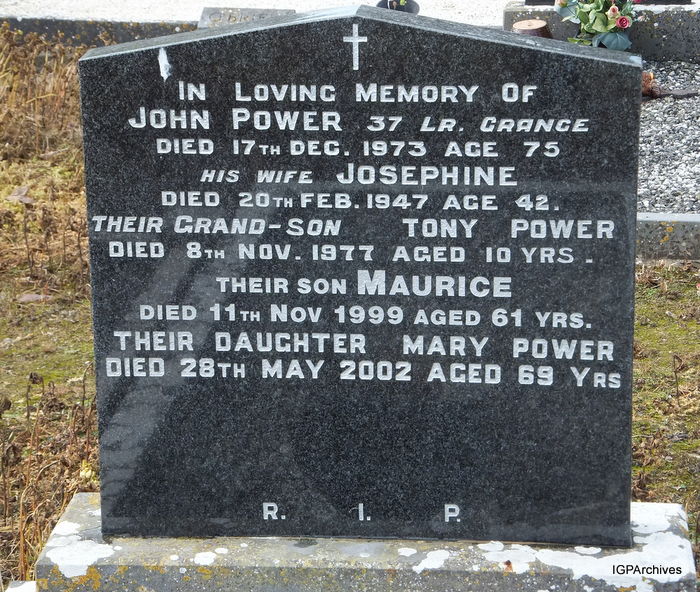 IN LOVING MEMORY OF
JOHN POWER 37 LR. GRANGE
DIED 17TH DEC. 1973 AGE 75
HIS WIFE JOSEPHINE
DIED 20TH FEB. 1947 AGE 42.
THEIR GRAND-SON TONY POWER
DIED 8TH NOV. 1977 AGED 10 YRS.
THEIR SON MAURICE
DIED 11TH NOV 1999 AGED 61 YRS.
THEIR DAUGHTER MARY POWER
DIED 28TH MAY 2002 AGED 69 YRS
R. I. P.
IGPArchives